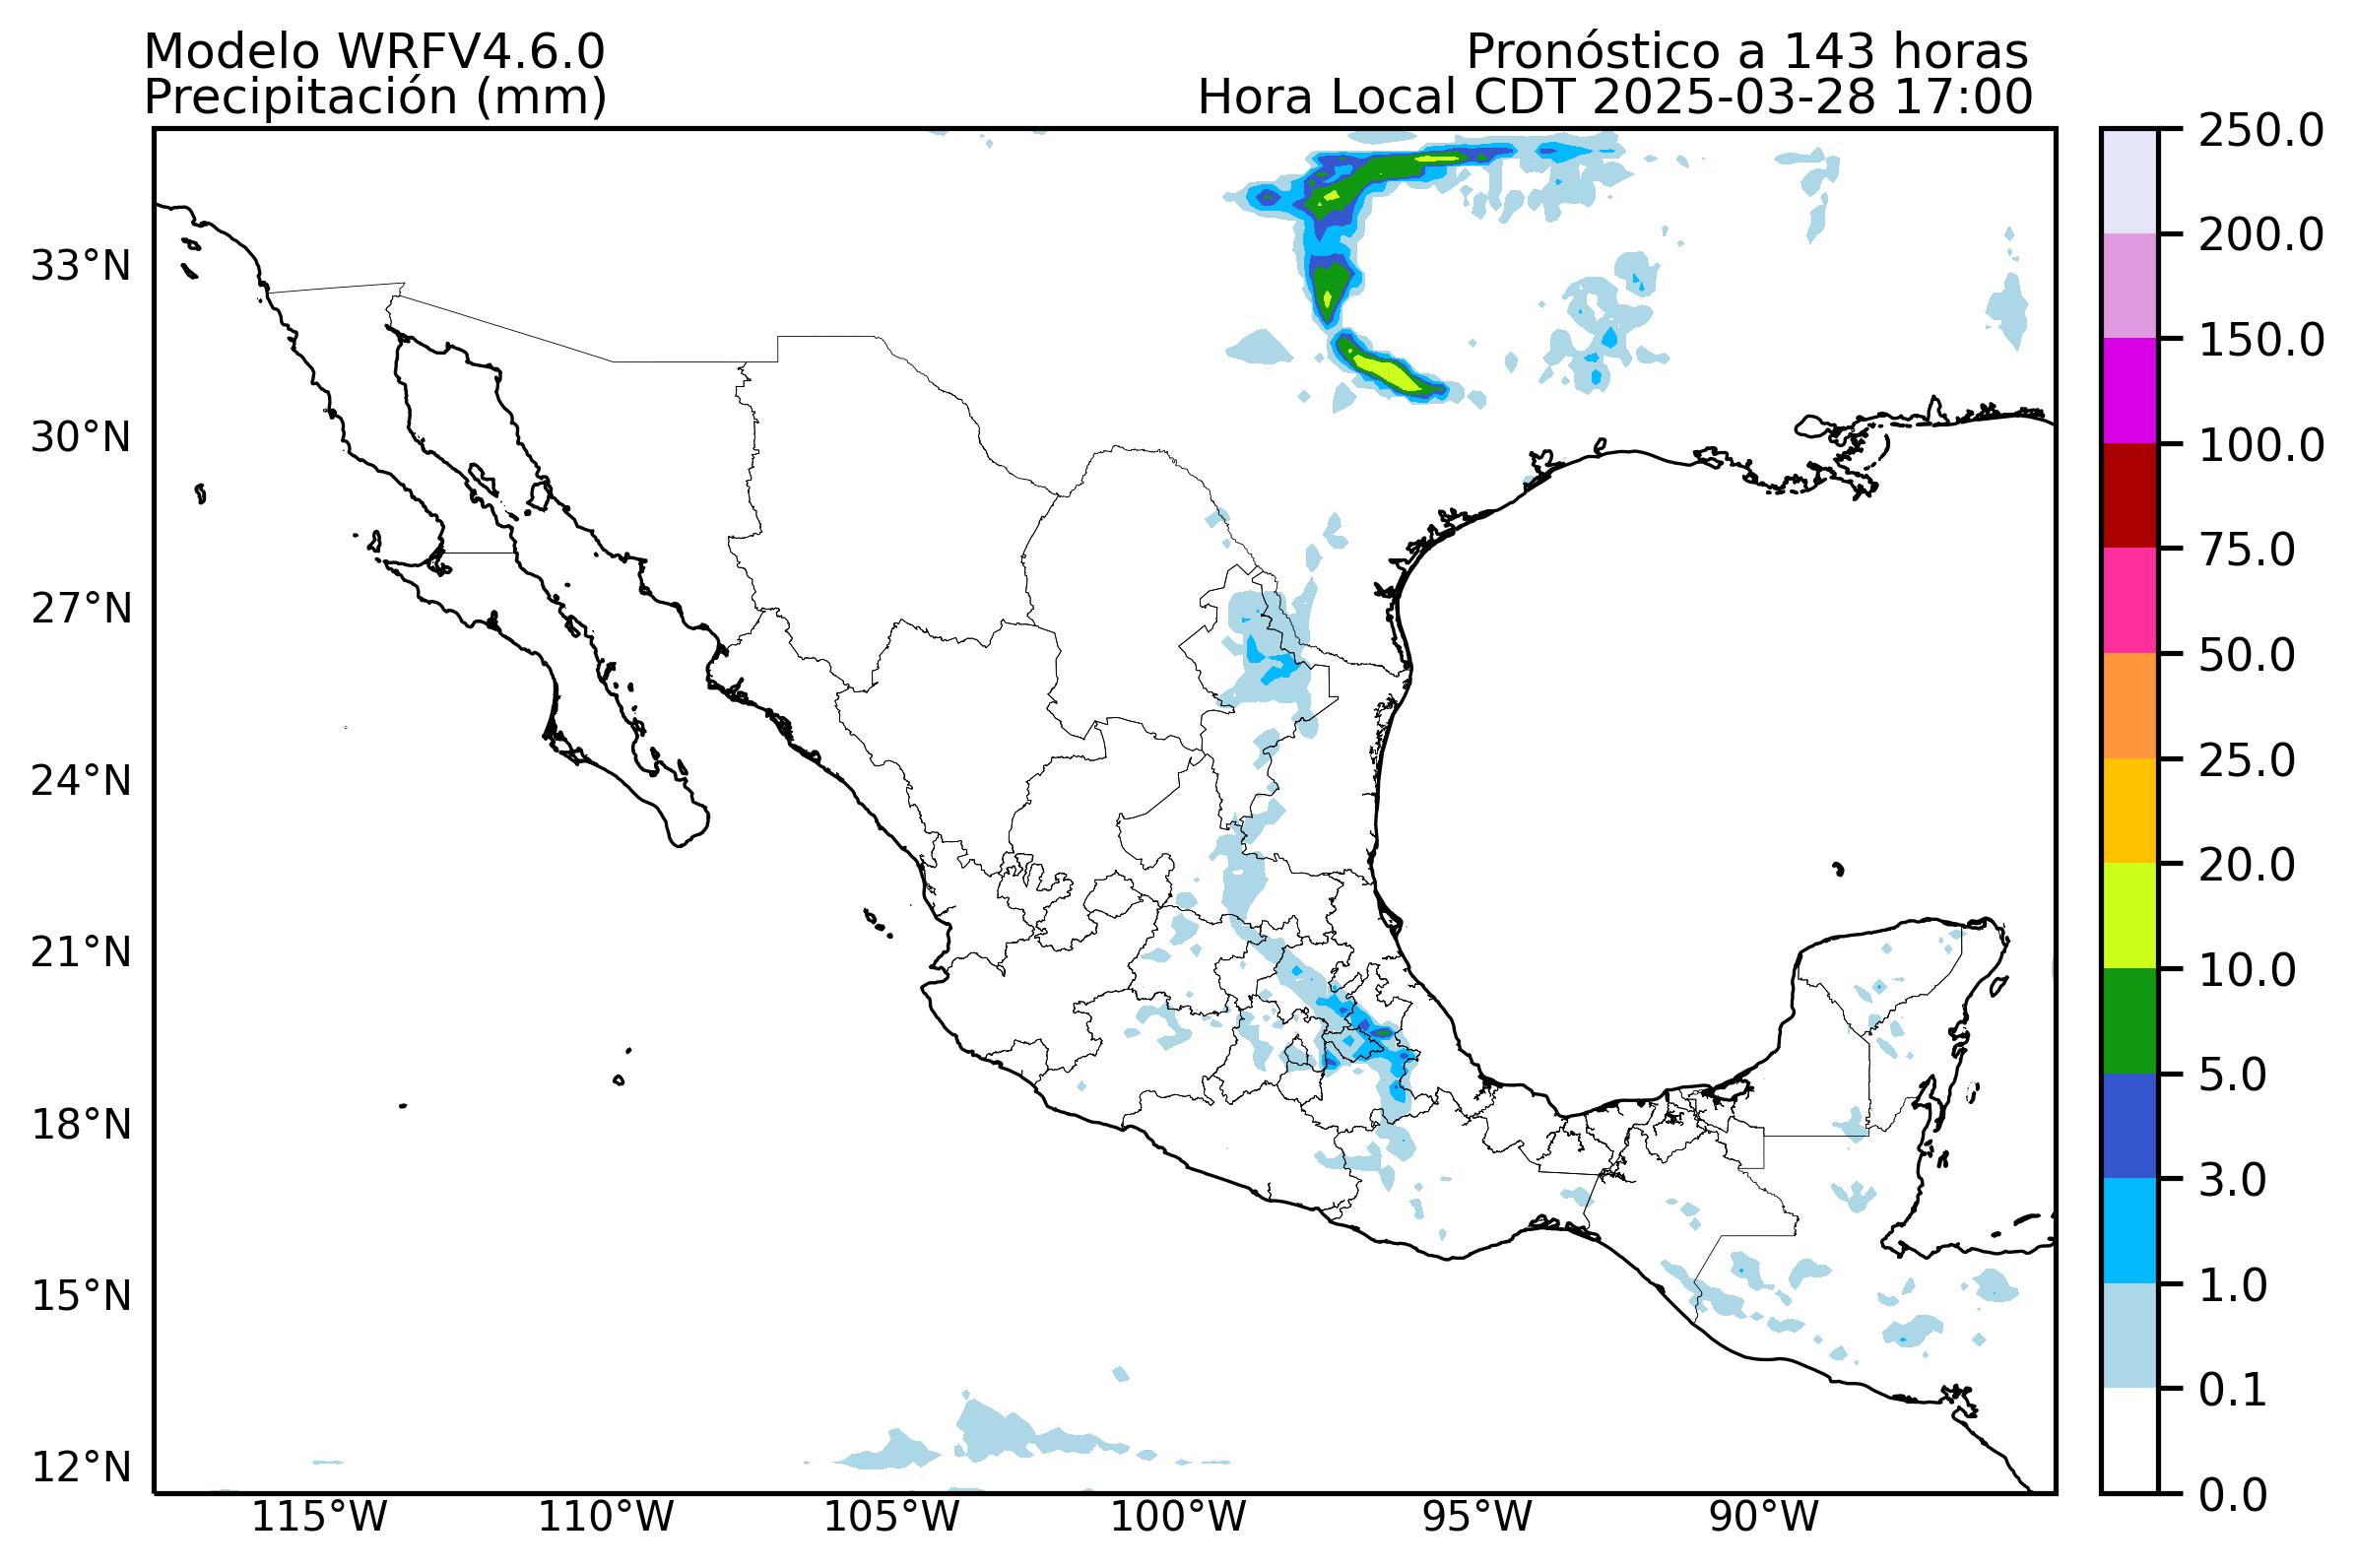 Modelo WRFV4.6.0
Precipitación (mm)
Pronóstico a 143 horas
Hora Local CDT 2025-03-28 17:00
33°N
30°N
27°N
24°N
21°N
18°N
15°N
12°N
115°W
110°W
105°W
100°W
95°W
90°W
250.0
200.0
150.0
100.0
75.0
50.0
25.0
20.0
10.0
5.0
3.0
1.0
0.1
0.0